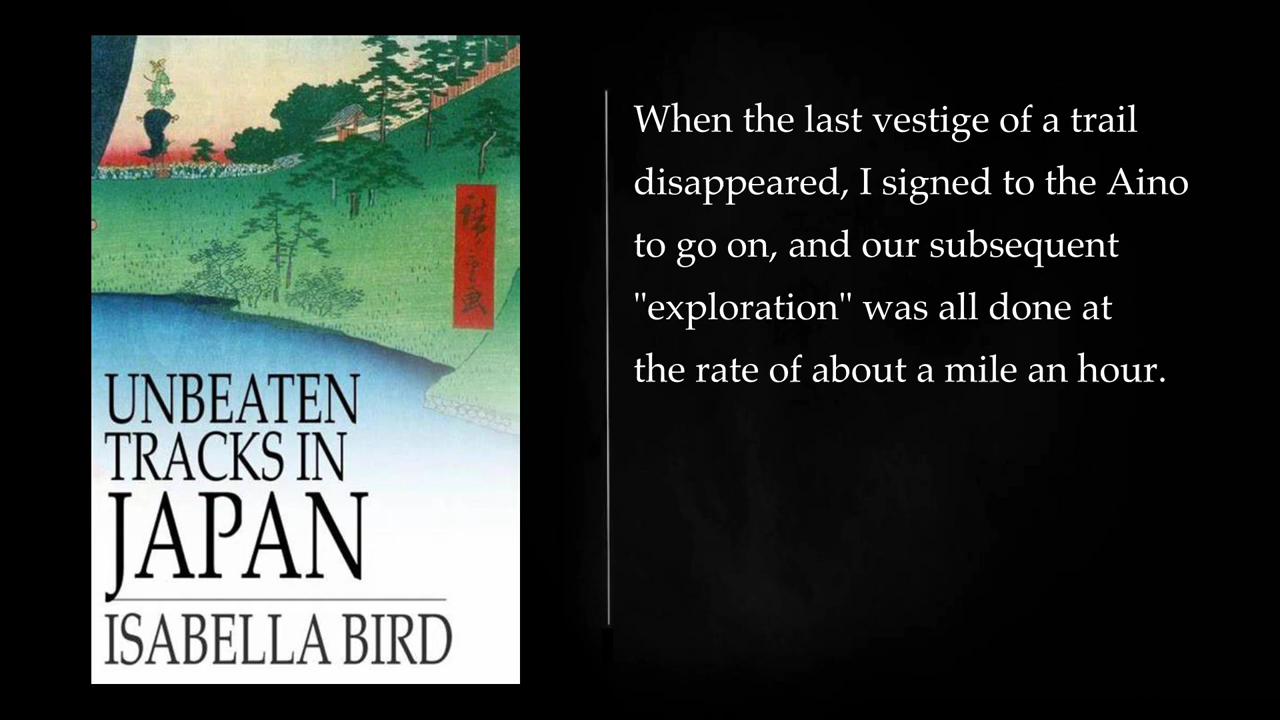 UNBEATEN
TRACKS IN
JAPAN
ISABELLA BIRD
When the last vestige of a trail
disappeared, I signed to the Aino
to go on, and our subsequent
"exploration" was all done at
the rate of about a mile an hour.